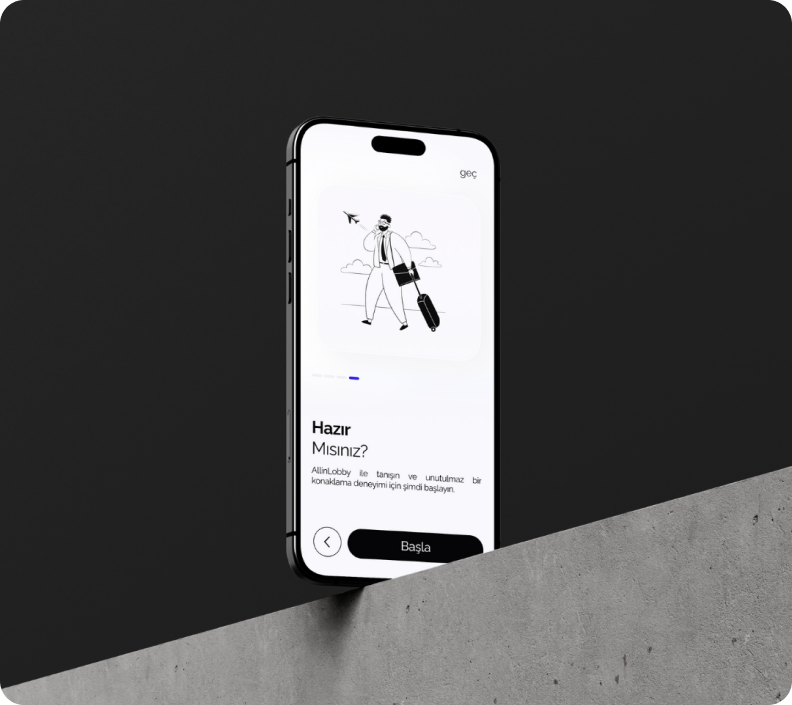 geç
Hazır
Mısınız?
AllinLobby ile tanışın ve unutulmaz bir
konaklama deneyimi için şimdi başlayın.
Başla